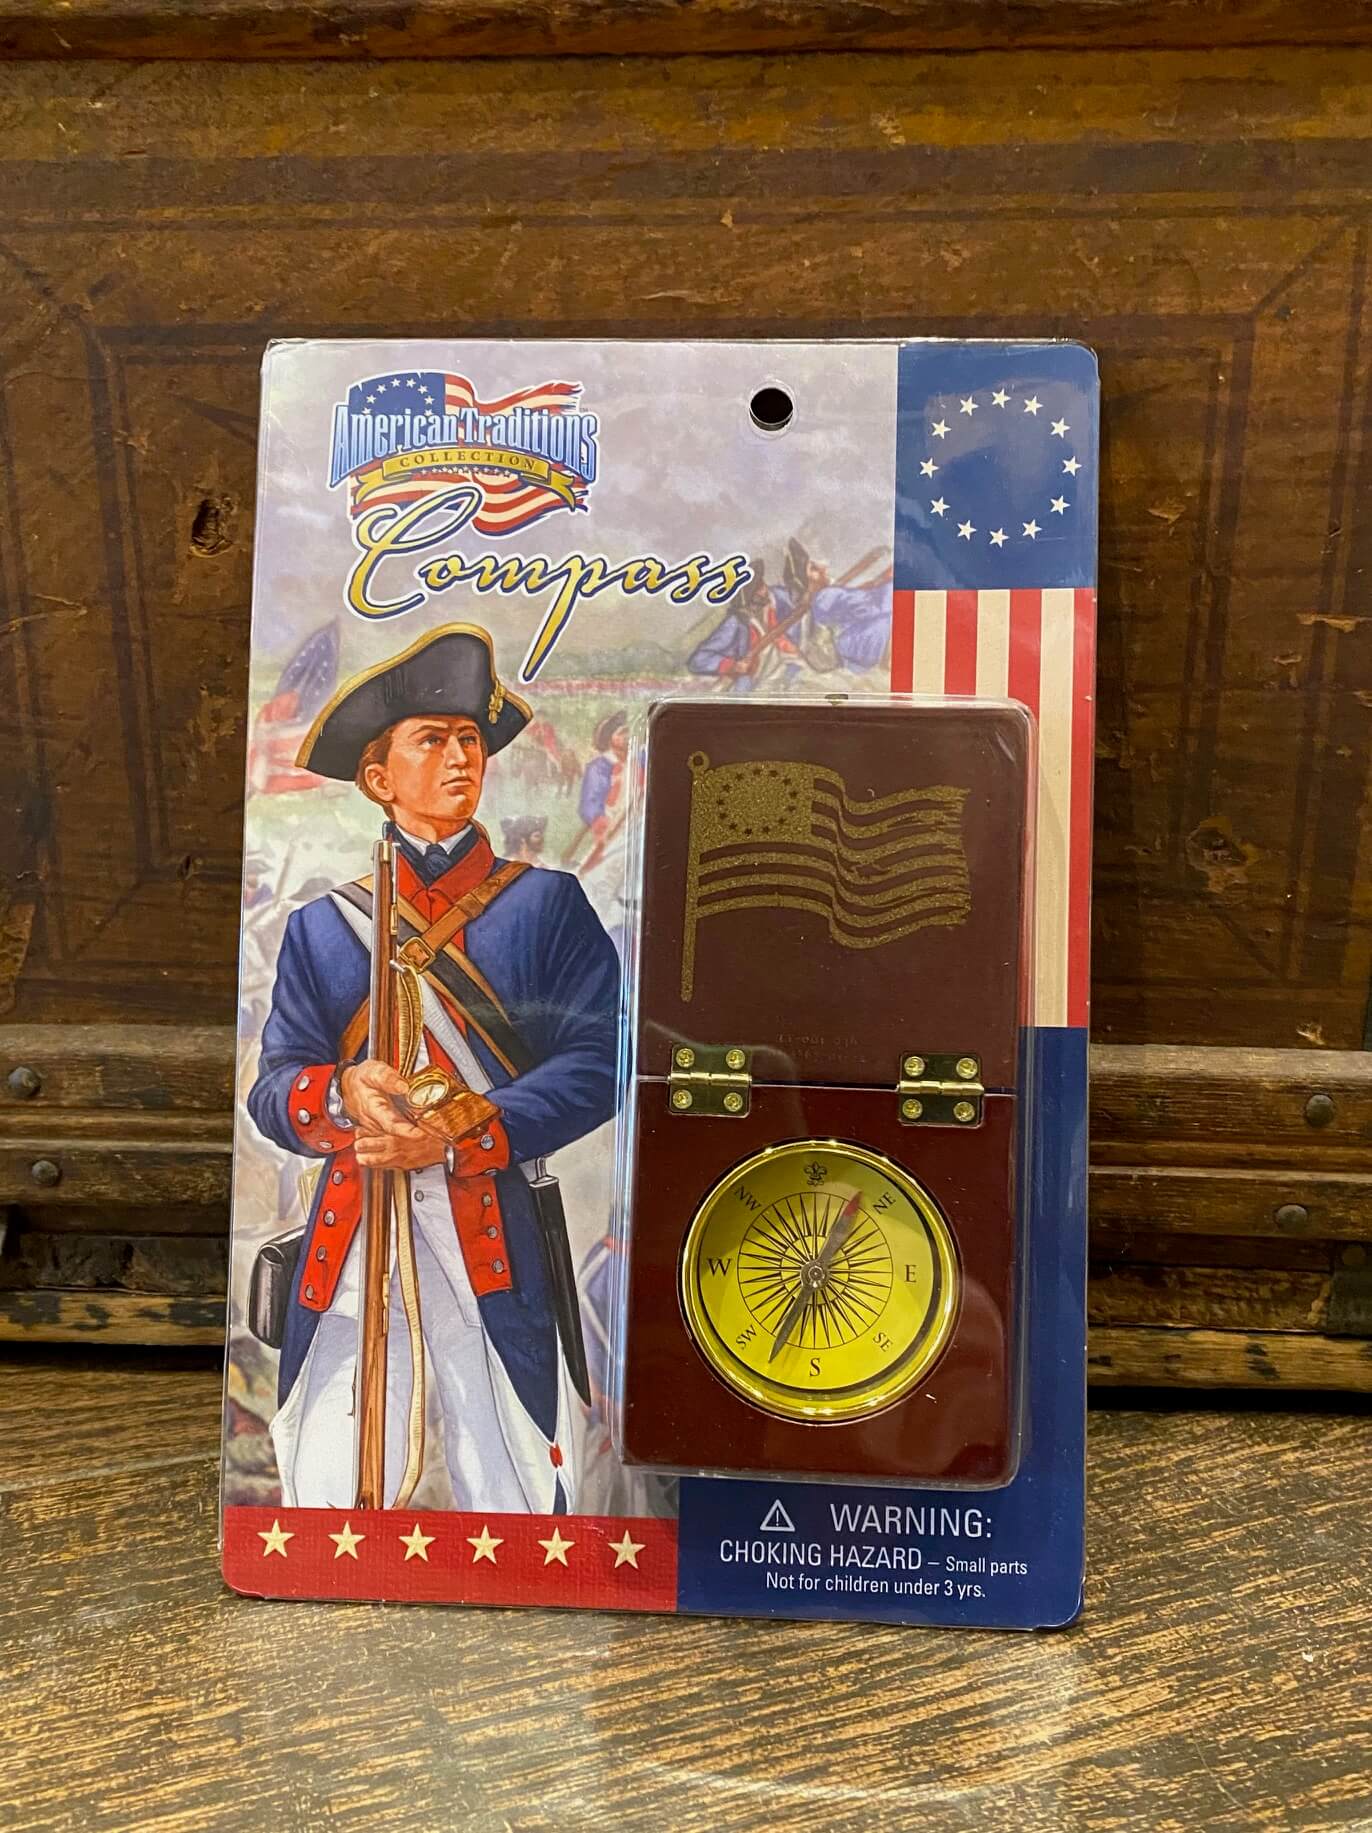 American Traditions
COLLECTION
Compass
NW
NE
W
E
SW
SE
S
WARNING:
CHOKING HAZARD – Small parts
Not for children under 3 yrs.